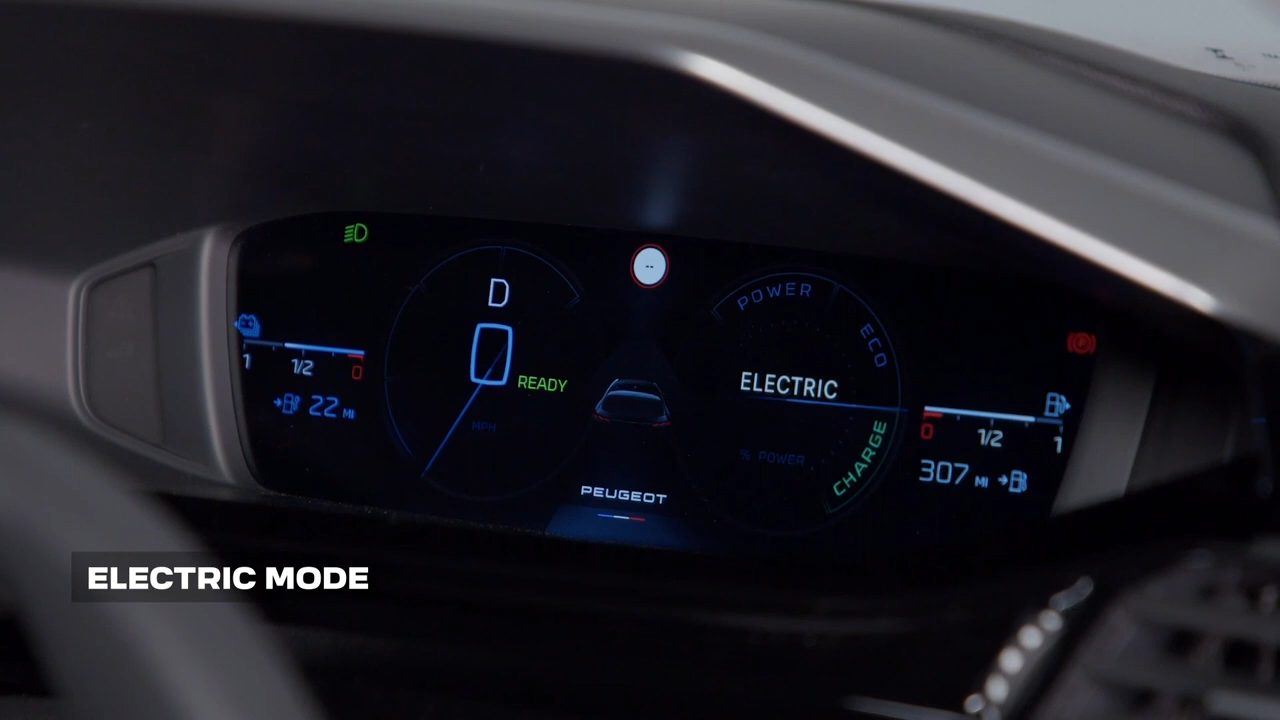 D
0
READY
MPH
1 1/2 0
22 MI
--
POWER
ECO
ELECTRIC
CHARGE
% POWER
0 1/2 1
307 MI
PEUGEOT
ELECTRIC MODE